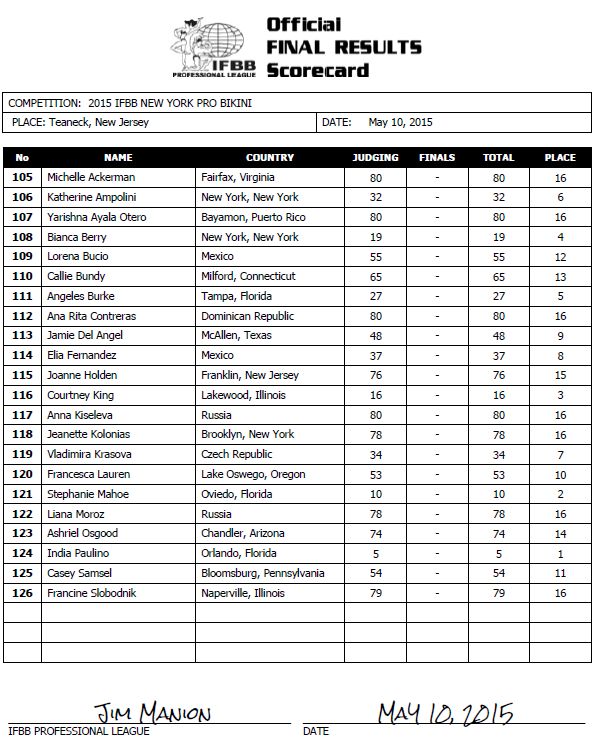 Official
FINAL RESULTS
Scorecard
IFBB
PROFESSIONAL LEAGUE
COMPETITION: 2015 IFBB NEW YORK PRO BIKINI
PLACE: Teaneck, New Jersey DATE: May 10, 2015
No NAME COUNTRY JUDGING FINALS TOTAL PLACE
105 Michelle Ackerman Fairfax, Virginia 80 - 80 16
106 Katherine Ampolini New York, New York 32 - 32 6
107 Yarishna Ayala Otero Bayamon, Puerto Rico 80 - 80 16
108 Bianca Berry New York, New York 19 - 19 4
109 Lorena Bucio Mexico 55 - 55 12
110 Callie Bundy Milford, Connecticut 65 - 65 13
111 Angeles Burke Tampa, Florida 27 - 27 5
112 Ana Rita Contreras Dominican Republic 80 - 80 16
113 Jamie Del Angel McAllen, Texas 48 - 48 9
114 Elia Fernandez Mexico 37 - 37 8
115 Joanne Holden Franklin, New Jersey 76 - 76 15
116 Courtney King Lakewood, Illinois 16 - 16 3
117 Anna Kiseleva Russia 80 - 80 16
118 Jeanette Kolonias Brooklyn, New York 78 - 78 16
119 Vladimira Krasova Czech Republic 34 - 34 7
120 Francesca Lauren Lake Oswego, Oregon 53 - 53 10
121 Stephanie Mahoe Oviedo, Florida 10 - 10 2
122 Liana Moroz Russia 78 - 78 16
123 Ashriel Osgood Chandler, Arizona 74 - 74 14
124 India Paulino Orlando, Florida 5 - 5 1
125 Casey Samsel Bloomsburg, Pennsylvania 54 - 54 11
126 Francine Slobodnik Naperville, Illinois 79 - 79 16
JIM MANION MAY 10, 2015
IFBB PROFESSIONAL LEAGUE DATE